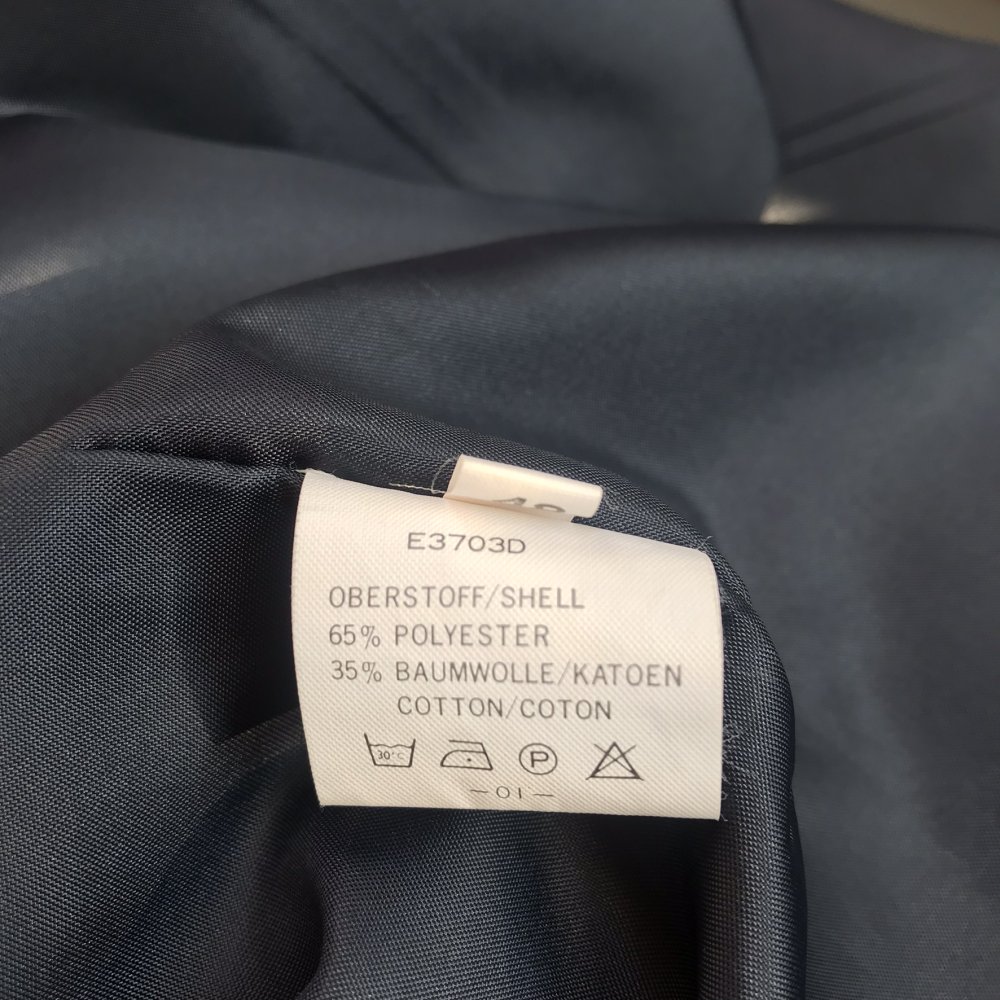 E3703D
OBERSTOFF/SHELL
65% POLYESTER
35% BAUMWOLLE/KATOEN
COTTON/COTON
30°C
P
—01—